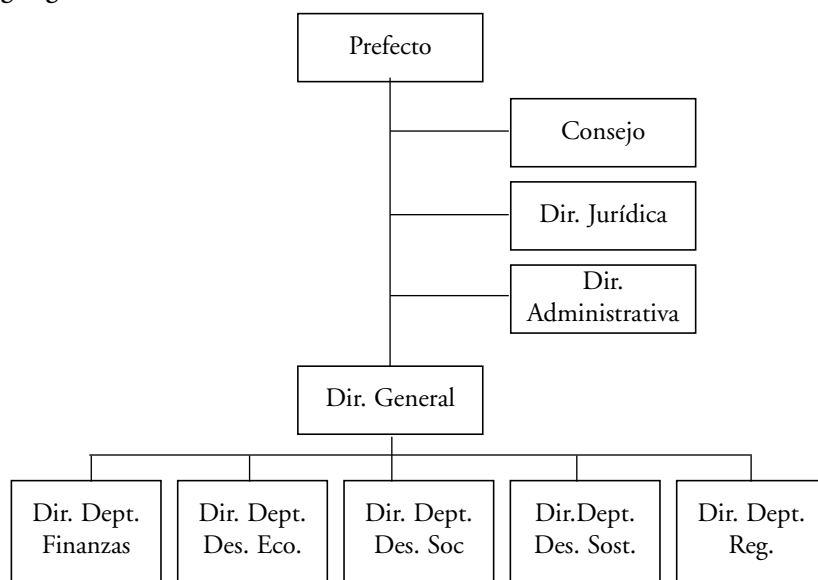 Prefecto
Consejo
Dir. Jurídica
Dir.
Administrativa
Dir. General
Dir. Dept.
Finanzas
Dir. Dept.
Des. Eco.
Dir. Dept.
Des. Soc
Dir.Dept.
Des. Sost.
Dir. Dept.
Reg.